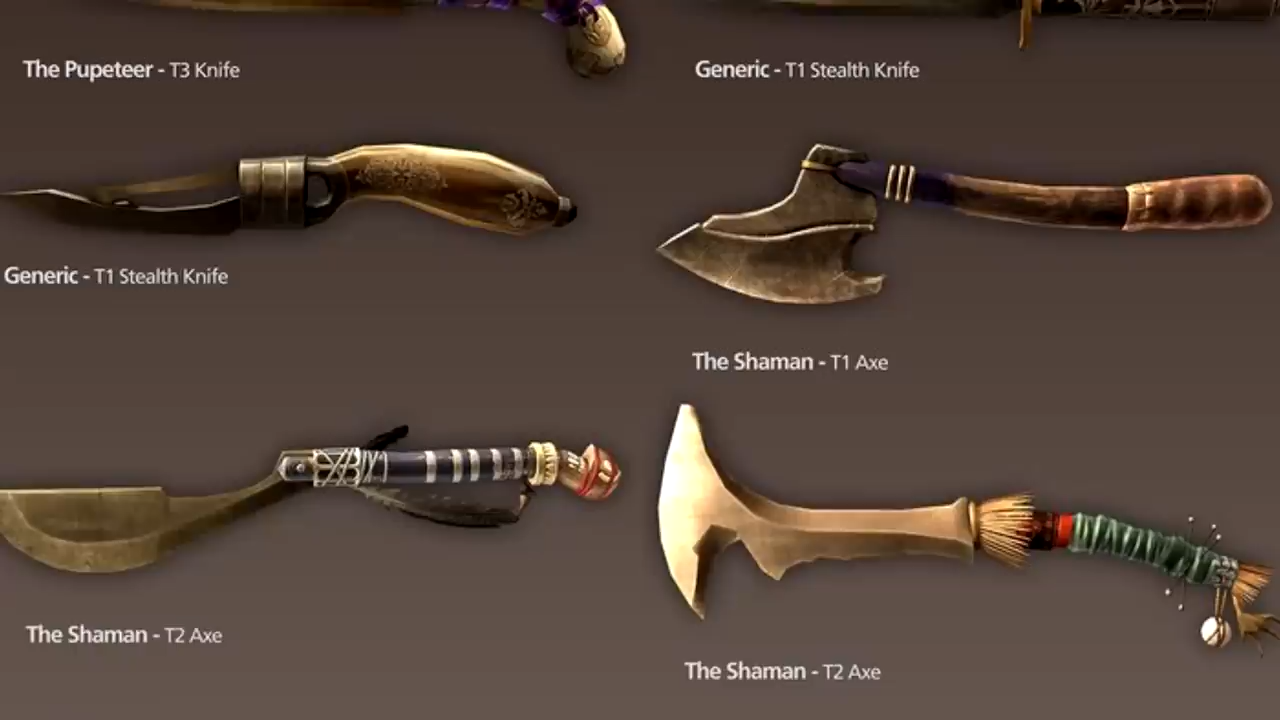 The Pupeteer - T3 Knife
Generic - T1 Stealth Knife
Generic - T1 Stealth Knife
The Shaman - T1 Axe
The Shaman - T2 Axe
The Shaman - T2 Axe